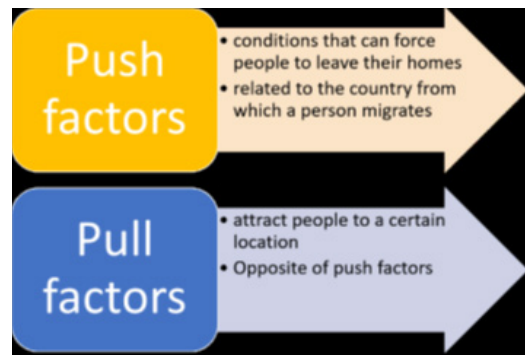 Push
factors
• conditions that can force
people to leave their homes
• related to the country from
which a person migrates
Pull
factors
• attract people to a certain
location
• Opposite of push factors